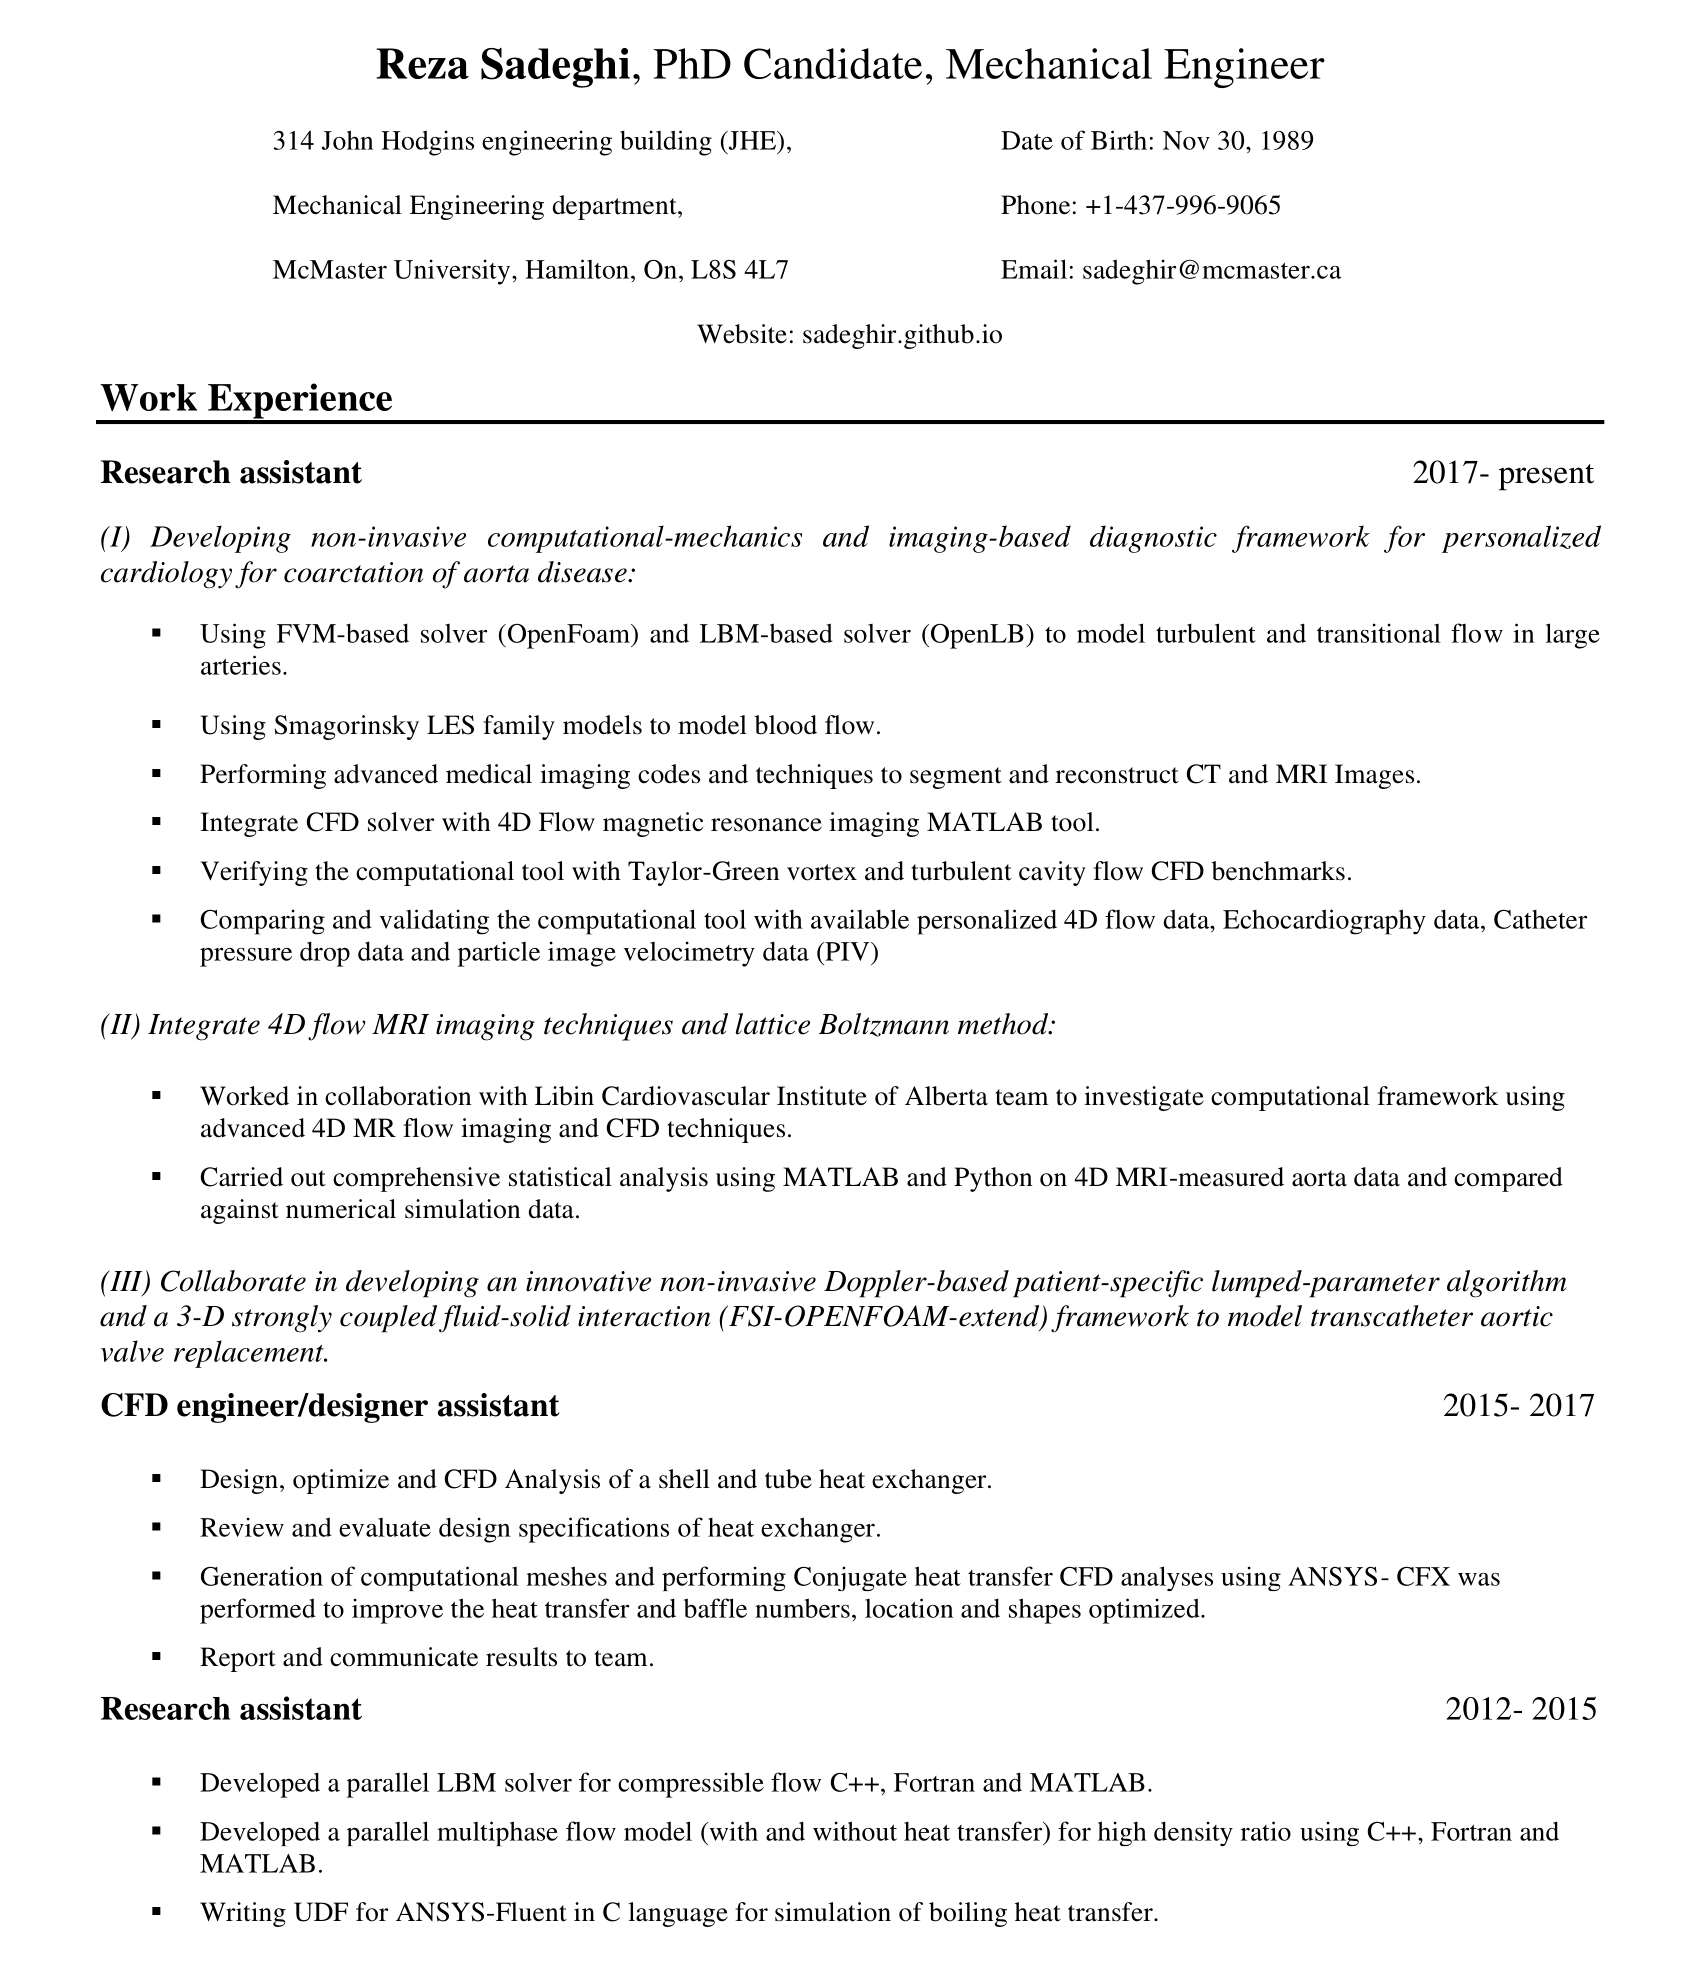 Reza Sadeghi, PhD Candidate, Mechanical Engineer
314 John Hodgins engineering building (JHE),
Date of Birth: Nov 30, 1989
Mechanical Engineering department,
Phone: +1-437-996-9065
McMaster University, Hamilton, On, L8S 4L7
Email: sadeghir@mcmaster.ca
Website: sadeghir.github.io
Work Experience
Research assistant 2017- present
(I) Developing non-invasive computational-mechanics and imaging-based diagnostic framework for personalized
cardiology for coarctation of aorta disease:
▪ Using FVM-based solver (OpenFoam) and LBM-based solver (OpenLB) to model turbulent and transitional flow in large
arteries.
▪ Using Smagorinsky LES family models to model blood flow.
▪ Performing advanced medical imaging codes and techniques to segment and reconstruct CT and MRI Images.
▪ Integrate CFD solver with 4D Flow magnetic resonance imaging MATLAB tool.
▪ Verifying the computational tool with Taylor-Green vortex and turbulent cavity flow CFD benchmarks.
▪ Comparing and validating the computational tool with available personalized 4D flow data, Echocardiography data, Catheter
pressure drop data and particle image velocimetry data (PIV)
(II) Integrate 4D flow MRI imaging techniques and lattice Boltzmann method:
▪ Worked in collaboration with Libin Cardiovascular Institute of Alberta team to investigate computational framework using
advanced 4D MR flow imaging and CFD techniques.
▪ Carried out comprehensive statistical analysis using MATLAB and Python on 4D MRI-measured aorta data and compared
against numerical simulation data.
(III) Collaborate in developing an innovative non-invasive Doppler-based patient-specific lumped-parameter algorithm
and a 3-D strongly coupled fluid-solid interaction (FSI-OPENFOAM-extend) framework to model transcatheter aortic
valve replacement.
CFD engineer/designer assistant 2015- 2017
▪ Design, optimize and CFD Analysis of a shell and tube heat exchanger.
▪ Review and evaluate design specifications of heat exchanger.
▪ Generation of computational meshes and performing Conjugate heat transfer CFD analyses using ANSYS- CFX was
performed to improve the heat transfer and baffle numbers, location and shapes optimized.
▪ Report and communicate results to team.
Research assistant 2012- 2015
▪ Developed a parallel LBM solver for compressible flow C++, Fortran and MATLAB.
▪ Developed a parallel multiphase flow model (with and without heat transfer) for high density ratio using C++, Fortran and
MATLAB.
▪ Writing UDF for ANSYS-Fluent in C language for simulation of boiling heat transfer.